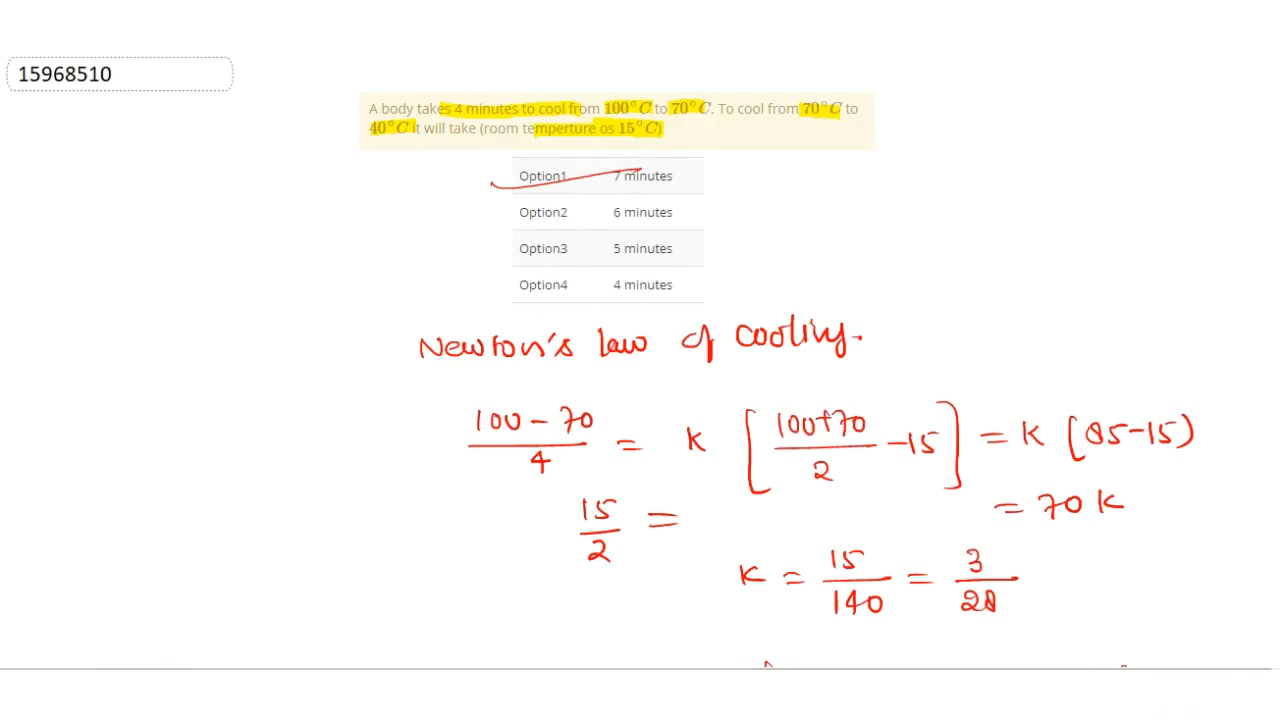 15968510
A body takes 4 minutes to cool from 100°C to 70°C. To cool from 70°C to
40°C it will take (room temperture os 15°C)
Option1 7 minutes
Option2 6 minutes
Option3 5 minutes
Option4 4 minutes
Newton's law of cooling.
100 - 70 / 4 = K [ 100+70 / 2 - 15 ] = K (85-15)
15 / 2 = = 70 K
K = 15 / 140 = 3 / 28